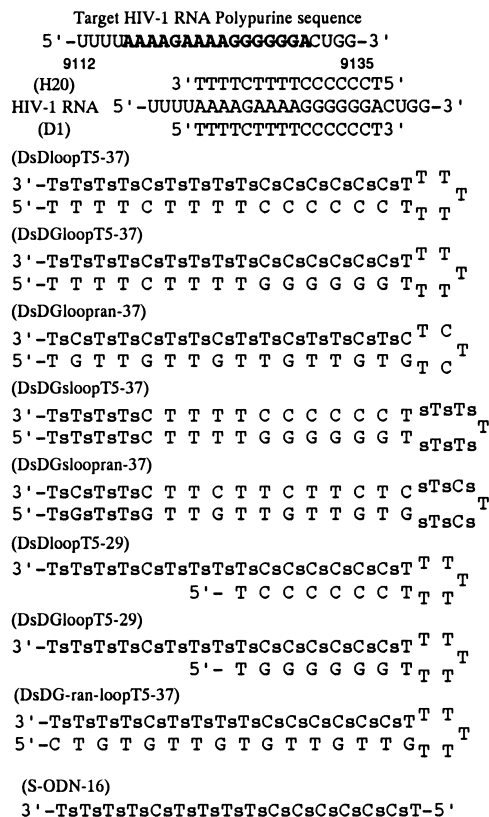 Target HIV-1 RNA Polypurine sequence
5'-UUUUAAAAGAAAAGGGGGGACUGG-3'
9112 9135
(H20) 3'TTTTCTTTTCCCCCCT5'
HIV-1 RNA 5'-UUUUAAAAGAAAAGGGGGGACUGG-3'
(D1) 5'TTTTCTTTTCCCCCCT3'
(DsDloopT5-37)
3'-TsTsTsTsCsTsTsTsTsCsCsCsCsCsCsT T T
T
5'-T T T T C T T T T C C C C C C T T T
(DsDGloopT5-37)
3'-TsTsTsTsCsTsTsTsTsCsCsCsCsCsCsT T T
T
5'-T T T T C T T T T G G G G G G T T T
(DsDGloopran-37)
3'-TsCsTsTsCsTsTsCsTsTsCsTsTsCsTsC T C
T
5'-T G T T G T T G T T G T T G T G T C
(DsDGsloopT5-37)
3'-TsTsTsTsC T T T T C C C C C C T sTsTs
T
5'-TsTsTsTsC T T T T G G G G G G T sTsTs
(DsDGsloopran-37)
3'-TsCsTsTsC T T C T T C T T C T C sTsCs
T
5'-TsGsTsTsG T T G T T G T T G T G sTsCs
(DsDloopT5-29)
3'-TsTsTsTsCsTsTsTsTsCsCsCsCsCsCsT T T
T
5'- T C C C C C C T T T
(DsDGloopT5-29)
3'-TsTsTsTsCsTsTsTsTsCsCsCsCsCsCsT T T
T
5'- T G G G G G G T T T
(DsDG-ran-loopT5-37)
3'-TsTsTsTsCsTsTsTsTsCsCsCsCsCsCsT T T
T
5'-C T G T G T T G T G T T G T T G T T
(S-ODN-16)
3'-TsTsTsTsCsTsTsTsTsCsCsCsCsCsCsT-5'